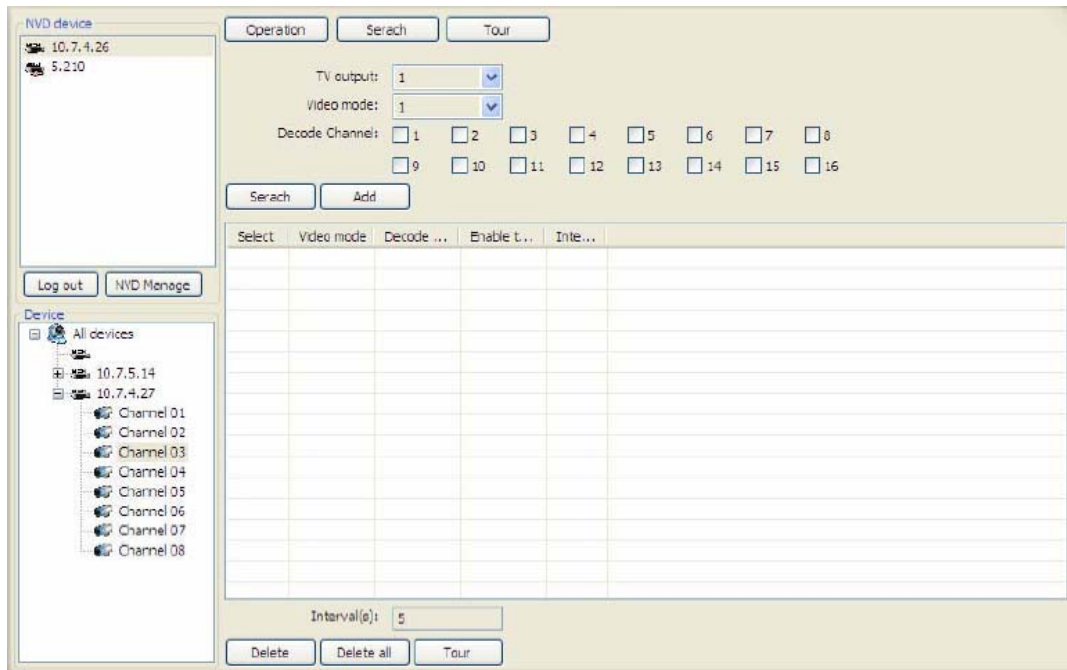 NVD device
10.7.4.26
5.210
Log out NVD Manage
Device
All devices
10.7.5.14
10.7.4.27
Channel 01
Channel 02
Channel 03
Channel 04
Channel 05
Channel 06
Channel 07
Channel 08
Operation Serach Tour
TV output: 1
Video mode: 1
Decode Channel: 1 2 3 4 5 6 7 8
9 10 11 12 13 14 15 16
Serach Add
Select Video mode Decode ... Enable t... Inte...
Interval(s): 5
Delete Delete all Tour